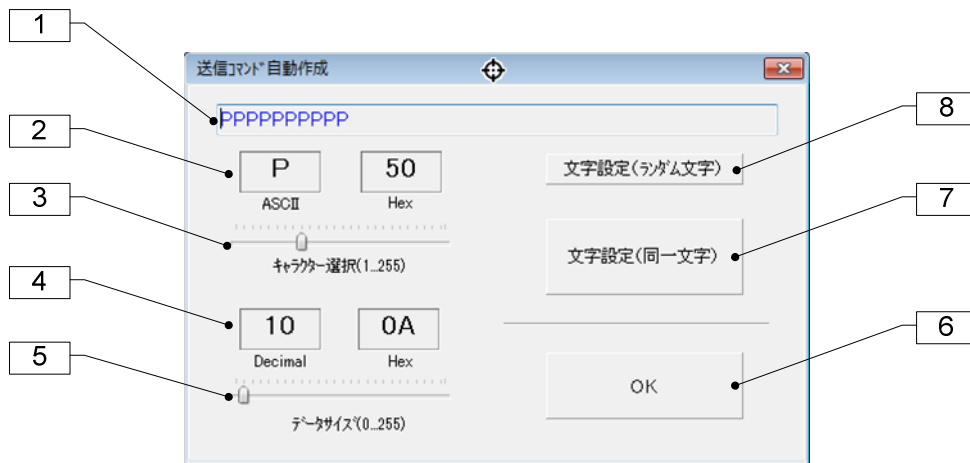 1
送信ｺﾏﾝﾄﾞ自動作成
PPPPPPPPPP
8
2
P
50
文字設定(ﾗﾝﾀﾞﾑ文字)
ASCII
Hex
3
7
ｷｬﾗｸﾀｰ選択(1...255)
文字設定(同一文字)
4
10
0A
6
Decimal
Hex
5
OK
ﾃﾞｰﾀｻｲｽﾞ(0...255)